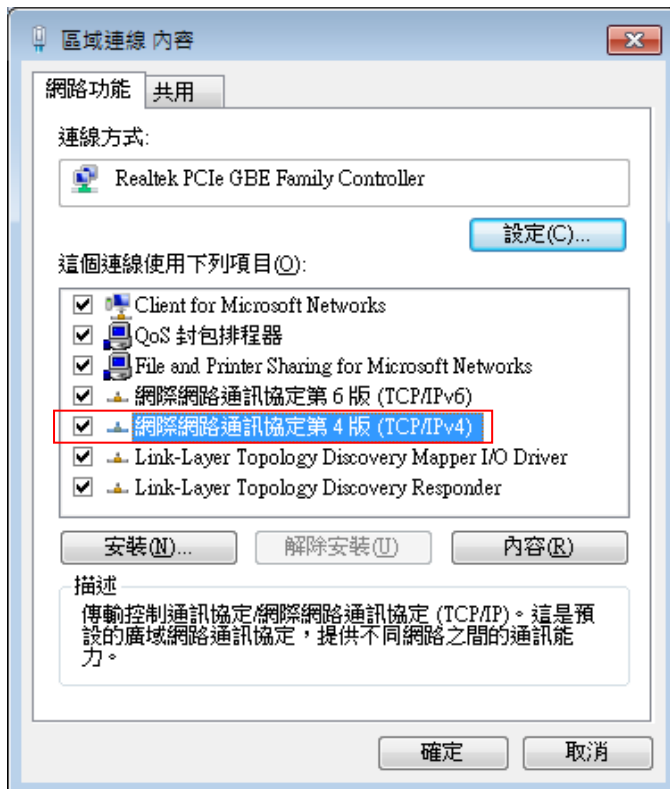 區域連線 內容
網路功能 共用
連線方式:
Realtek PCIe GBE Family Controller
設定(C)...
這個連線使用下列項目(O):
Client for Microsoft Networks
QoS 封包排程器
File and Printer Sharing for Microsoft Networks
網際網路通訊協定第 6 版 (TCP/IPv6)
網際網路通訊協定第 4 版 (TCP/IPv4)
Link-Layer Topology Discovery Mapper I/O Driver
Link-Layer Topology Discovery Responder
安裝(N)... 解除安裝(U) 內容(R)
描述
傳輸控制通訊協定/網際網路通訊協定 (TCP/IP)。這是預
設的廣域網路通訊協定，提供不同網路之間的通訊能
力。
確定 取消